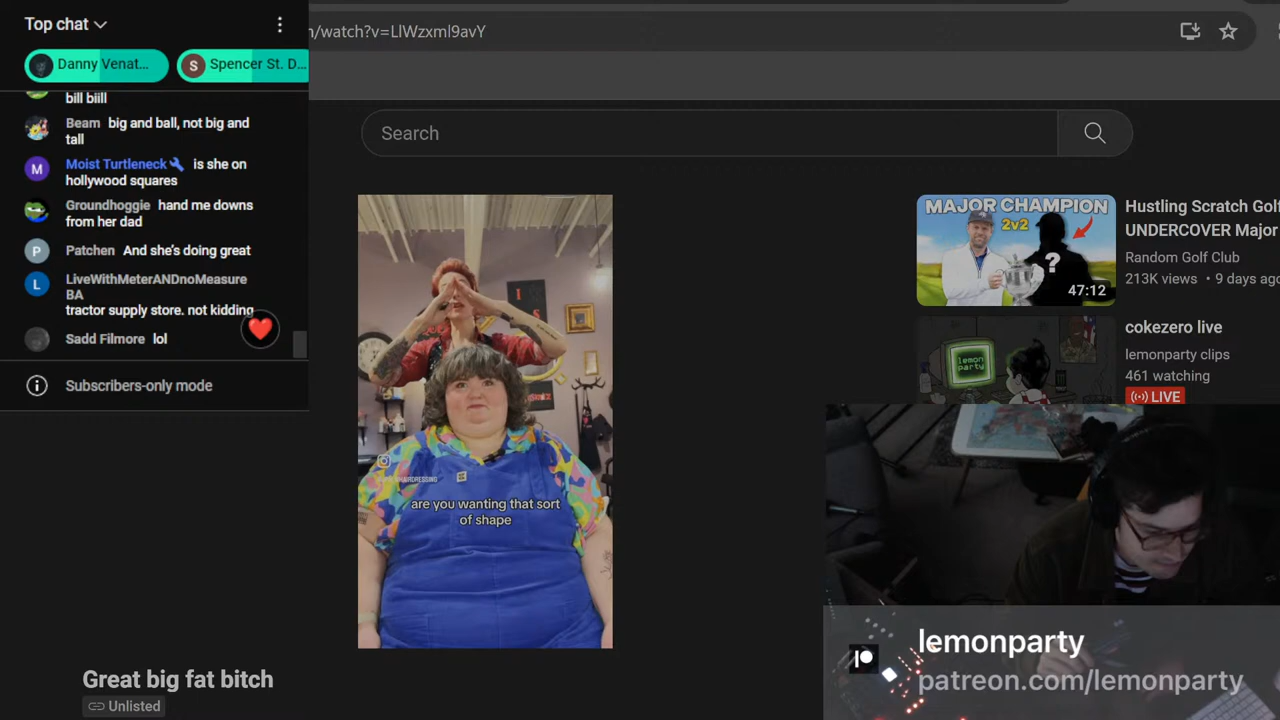 Top chat
n/watch?v=LlWzxml9avY
Danny Venat...
S
Spencer St. D...
bill biill
Beam big and ball, not big and
tall
M
Moist Turtleneck is she on
hollywood squares
Groundhoggie hand me downs
from her dad
P
Patchen And she's doing great
L
LiveWithMeterANDnoMeasure
BA
tractor supply store. not kidding
Sadd Filmore lol
Subscribers-only mode
Search
are you wanting that sort
of shape
MAJOR CHAMPION
2v2
?
47:12
Hustling Scratch Golf
UNDERCOVER Major
Random Golf Club
213K views • 9 days ago
lemon
party
cokezero live
lemonparty clips
461 watching
LIVE
Great big fat bitch
Unlisted
lemonparty
patreon.com/lemonparty